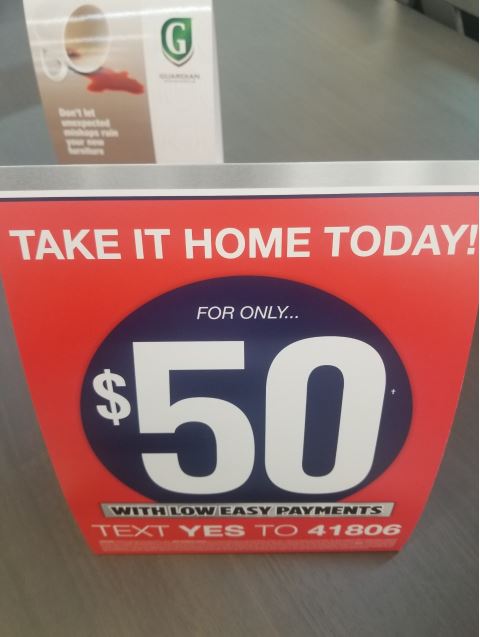 G
GUARDIAN
Don't let
unexpected
mishaps ruin
your new
furniture
TAKE IT HOME TODAY!
FOR ONLY...
$50
WITH LOW EASY PAYMENTS
TEXT YES TO 41806